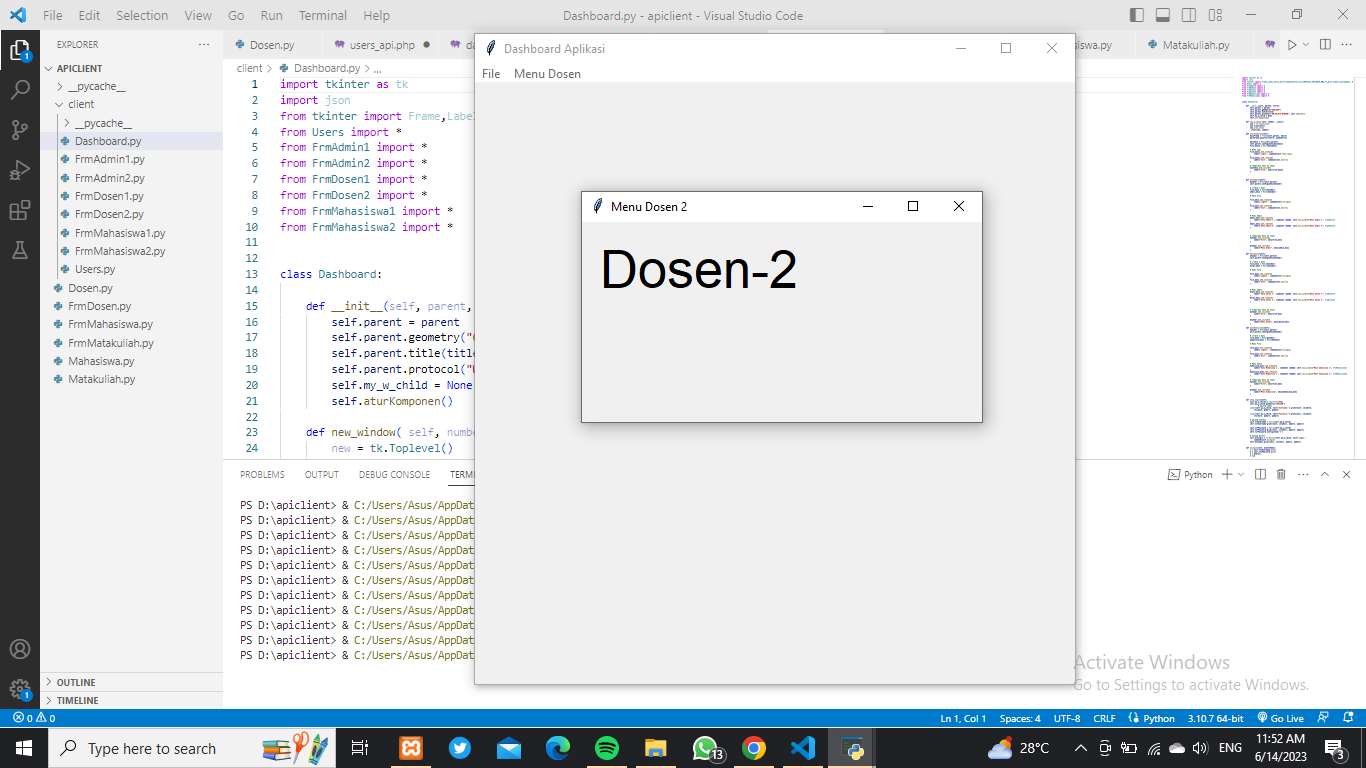 File Edit Selection View Go Run Terminal Help
Dashboard.py - apiclient - Visual Studio Code
EXPLORER
APICLIENT
__pycache__
client
__pycache__
Dashboard.py
FrmAdmin1.py
FrmAdmin2.py
FrmDosen1.py
FrmDosen2.py
FrmMahasiswa1.py
FrmMahasiswa2.py
Users.py
Dosen.py
FrmDosen.py
FrmMahasiswa.py
FrmMatakuliah.py
Mahasiswa.py
Matakuliah.py
OUTLINE
TIMELINE
Dosen.py users_api.php da
iswa.py Matakuliah.py
client > Dashboard.py > ...
1 import tkinter as tk
2 import json
3 from tkinter import Frame,Labe
4 from Users import *
5 from FrmAdmin1 import *
6 from FrmAdmin2 import *
7 from FrmDosen1 import *
8 from FrmDosen2 import *
9 from FrmMahasiswa1 import *
10 from FrmMahasiswa2 import *
11
12
13 class Dashboard:
14
15 def __init__(self, parent,
16 self.parent = parent
17 self.parent.geometry("
18 self.parent.title(titl
19 self.parent.protocol("
20 self.my_w_child = None
21 self.aturKomponen()
22
23 def new_window( self, numbe
24 new = tk.Toplevel()
Dashboard Aplikasi
File Menu Dosen
Menu Dosen 2
Dosen-2
PROBLEMS OUTPUT DEBUG CONSOLE TERM
Python
PS D:\apiclient> & C:/Users/Asus/AppDat
PS D:\apiclient> & C:/Users/Asus/AppDat
PS D:\apiclient> & C:/Users/Asus/AppDat
PS D:\apiclient> & C:/Users/Asus/AppDat
PS D:\apiclient> & C:/Users/Asus/AppDat
PS D:\apiclient> & C:/Users/Asus/AppDat
PS D:\apiclient> & C:/Users/Asus/AppDat
PS D:\apiclient> & C:/Users/Asus/AppDat
PS D:\apiclient> & C:/Users/Asus/AppDat
PS D:\apiclient> & C:/Users/Asus/AppDat
PS D:\apiclient> & C:/Users/Asus/AppDat
Activate Windows
Go to Settings to activate Windows.
0 0 Ln 1, Col 1 Spaces: 4 UTF-8 CRLF Python 3.10.7 64-bit Go Live
Type here to search
13
28°C
ENG
11:52 AM
6/14/2023
3